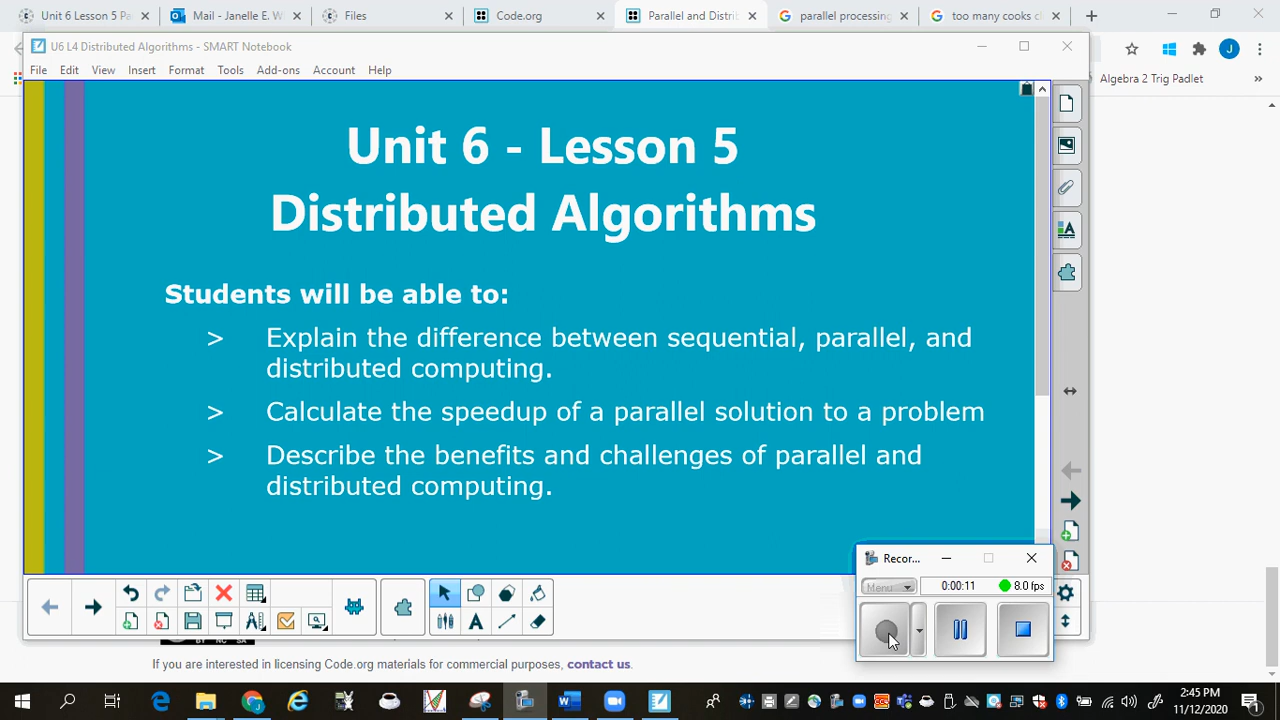 Unit 6 Lesson 5 Pa
Mail - Janelle E. W
Files
Code.org
Parallel and Distrib
parallel processing
too many cooks c
U6 L4 Distributed Algorithms - SMART Notebook
J
File Edit View Insert Format Tools Add-ons Account Help
Algebra 2 Trig Padlet
»
Unit 6 - Lesson 5
Distributed Algorithms
Students will be able to:
> Explain the difference between sequential, parallel, and
distributed computing.
> Calculate the speedup of a parallel solution to a problem
> Describe the benefits and challenges of parallel and
distributed computing.
Recor...
Menu 0:00:11 8.0 fps
BY NC SA
If you are interested in licensing Code.org materials for commercial purposes, contact us.
2:45 PM
11/12/2020